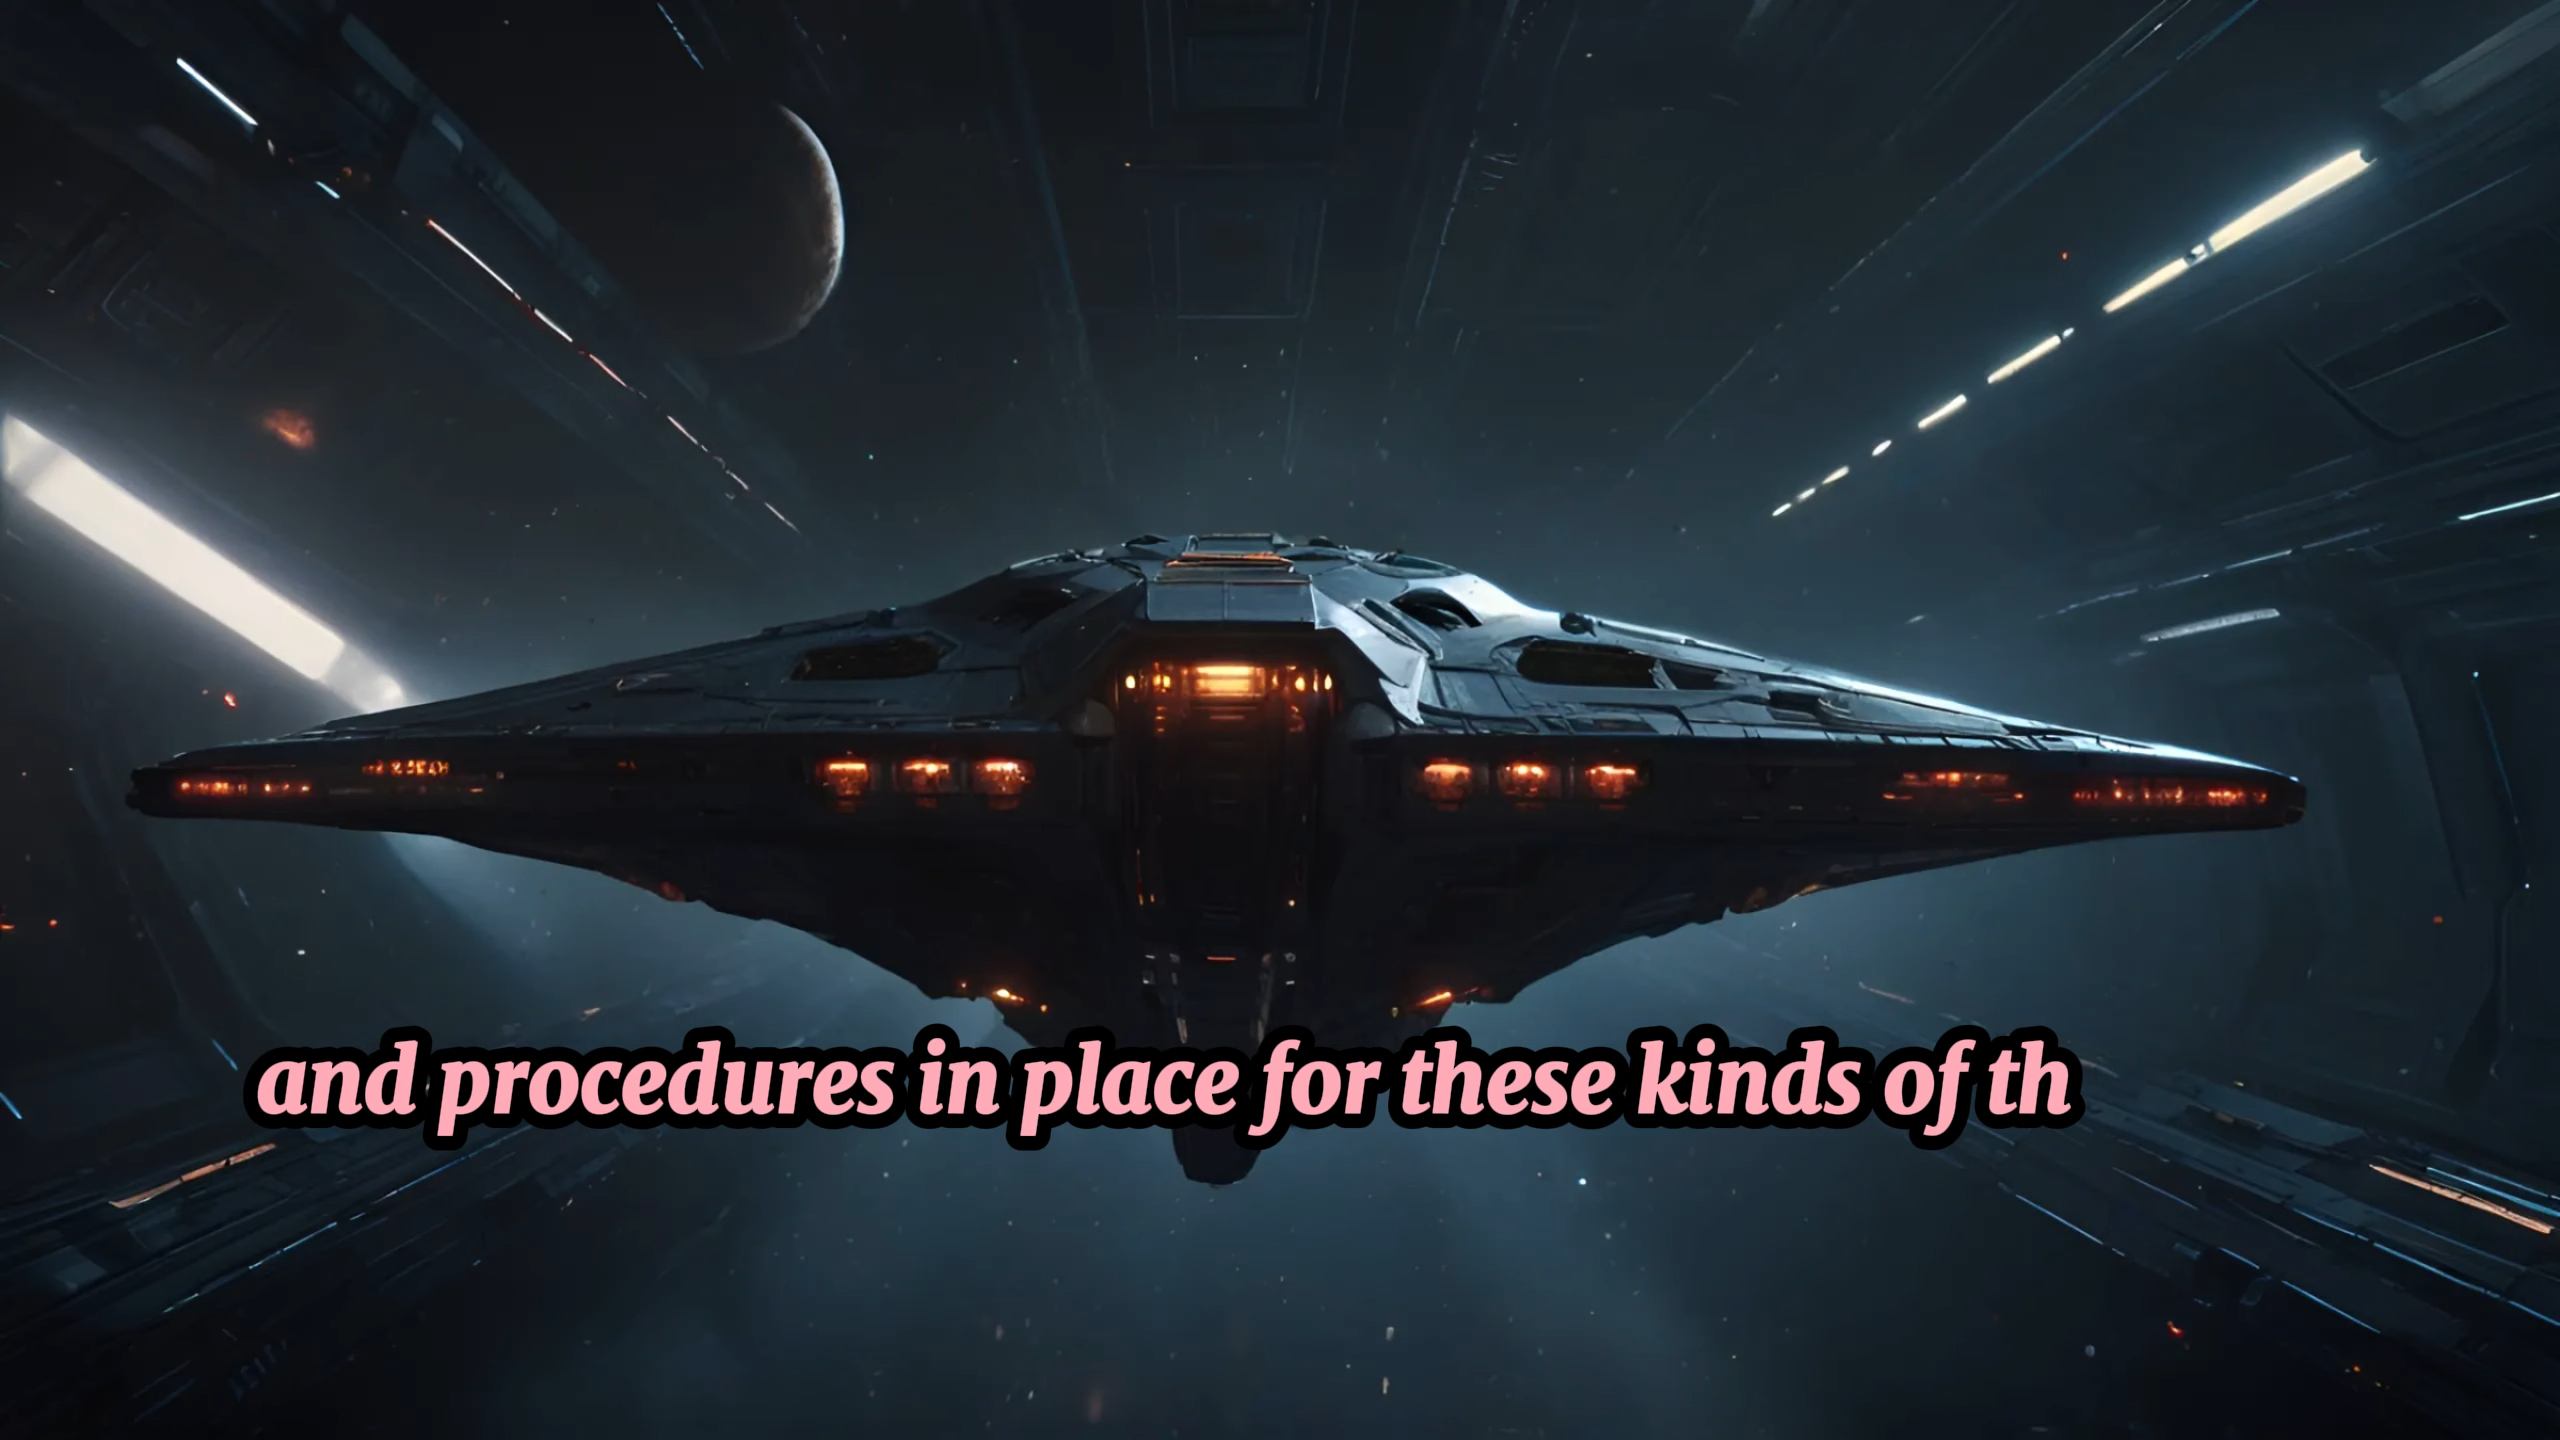 and procedures in place for these kinds of th